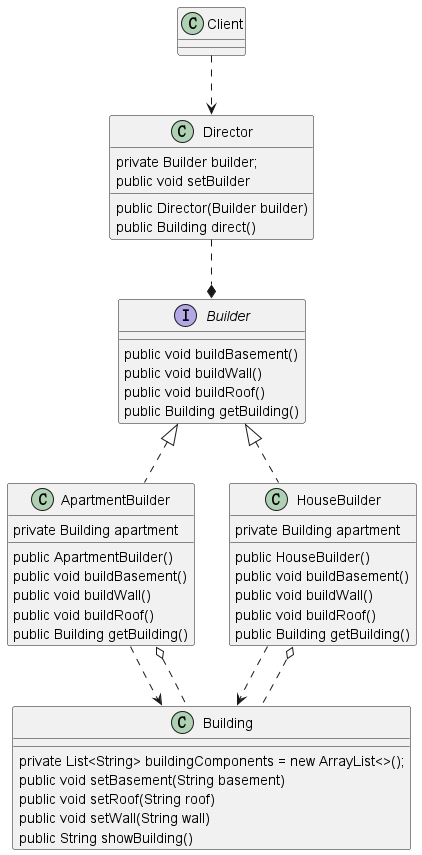 C Client
C Director
private Builder builder;
public void setBuilder
public Director(Builder builder)
public Building direct()
I Builder
public void buildBasement()
public void buildWall()
public void buildRoof()
public Building getBuilding()
C ApartmentBuilder
private Building apartment
public ApartmentBuilder()
public void buildBasement()
public void buildWall()
public void buildRoof()
public Building getBuilding()
C HouseBuilder
private Building apartment
public HouseBuilder()
public void buildBasement()
public void buildWall()
public void buildRoof()
public Building getBuilding()
C Building
private List<String> buildingComponents = new ArrayList<>();
public void setBasement(String basement)
public void setRoof(String roof)
public void setWall(String wall)
public String showBuilding()